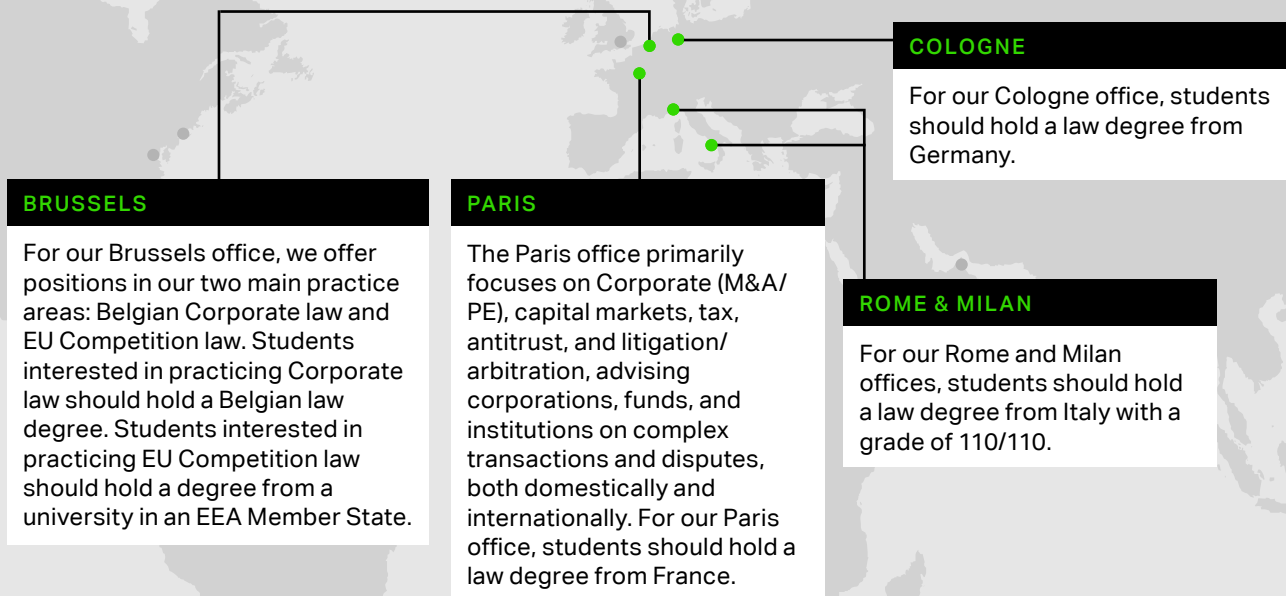 BRUSSELS
For our Brussels office, we offer
positions in our two main practice
areas: Belgian Corporate law and
EU Competition law. Students
interested in practicing Corporate
law should hold a Belgian law
degree. Students interested in
practicing EU Competition law
should hold a degree from a
university in an EEA Member State.
PARIS
The Paris office primarily
focuses on Corporate (M&A/
PE), capital markets, tax,
antitrust, and litigation/
arbitration, advising
corporations, funds, and
institutions on complex
transactions and disputes,
both domestically and
internationally. For our Paris
office, students should hold a
law degree from France.
COLOGNE
For our Cologne office, students
should hold a law degree from
Germany.
ROME & MILAN
For our Rome and Milan
offices, students should hold
a law degree from Italy with a
grade of 110/110.